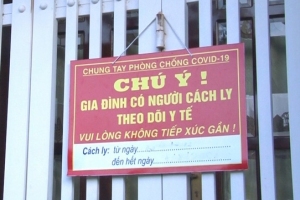 CHUNG TAY PHÒNG CHỐNG COVID-19
CHÚ Ý !
GIA ĐÌNH CÓ NGƯỜI CÁCH LY
THEO DÕI Y TẾ
VUI LÒNG KHÔNG TIẾP XÚC GẦN !
Cách ly: từ ngày
đến hết ngày